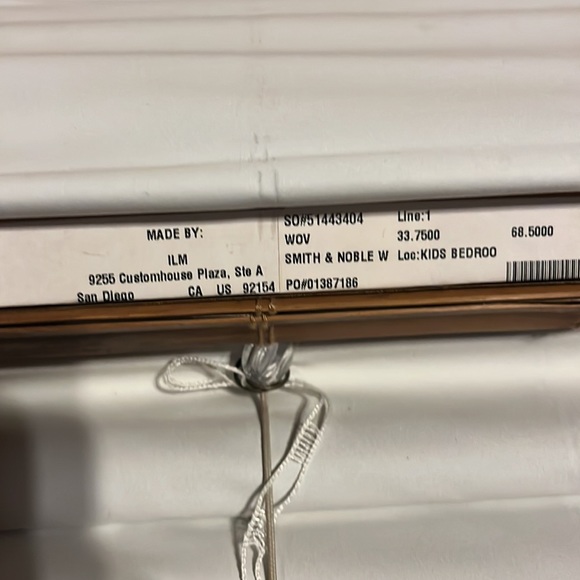 MADE BY:
ILM
9255 Customhouse Plaza, Ste A
San Diego CA US 92154
SO#51443404 Line:1
WOV 33.7500 68.5000
SMITH & NOBLE W Loc:KIDS BEDROO
PO#01387186